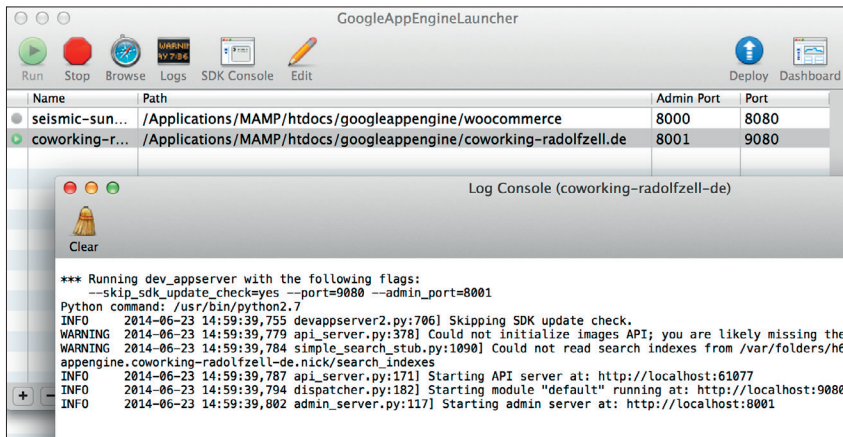 GoogleAppEngineLauncher
Run Stop Browse Logs SDK Console Edit Deploy Dashboard
Name Path Admin Port Port
seismic-sun... /Applications/MAMP/htdocs/googleappengine/woocommerce 8000 8080
coworking-r... /Applications/MAMP/htdocs/googleappengine/coworking-radolfzell.de 8001 9080
Log Console (coworking-radolfzell-de)
Clear
*** Running dev_appserver with the following flags:
--skip_sdk_update_check=yes --port=9080 --admin_port=8001
Python command: /usr/bin/python2.7
INFO 2014-06-23 14:59:39,755 devappserver2.py:706] Skipping SDK update check.
WARNING 2014-06-23 14:59:39,779 api_server.py:378] Could not initialize images API; you are likely missing the
WARNING 2014-06-23 14:59:39,784 simple_search_stub.py:1090] Could not read search indexes from /var/folders/h6
appengine.coworking-radolfzell-de.nick/search_indexes
INFO 2014-06-23 14:59:39,787 api_server.py:171] Starting API server at: http://localhost:61077
INFO 2014-06-23 14:59:39,794 dispatcher.py:182] Starting module "default" running at: http://localhost:9080
INFO 2014-06-23 14:59:39,802 admin_server.py:117] Starting admin server at: http://localhost:8001